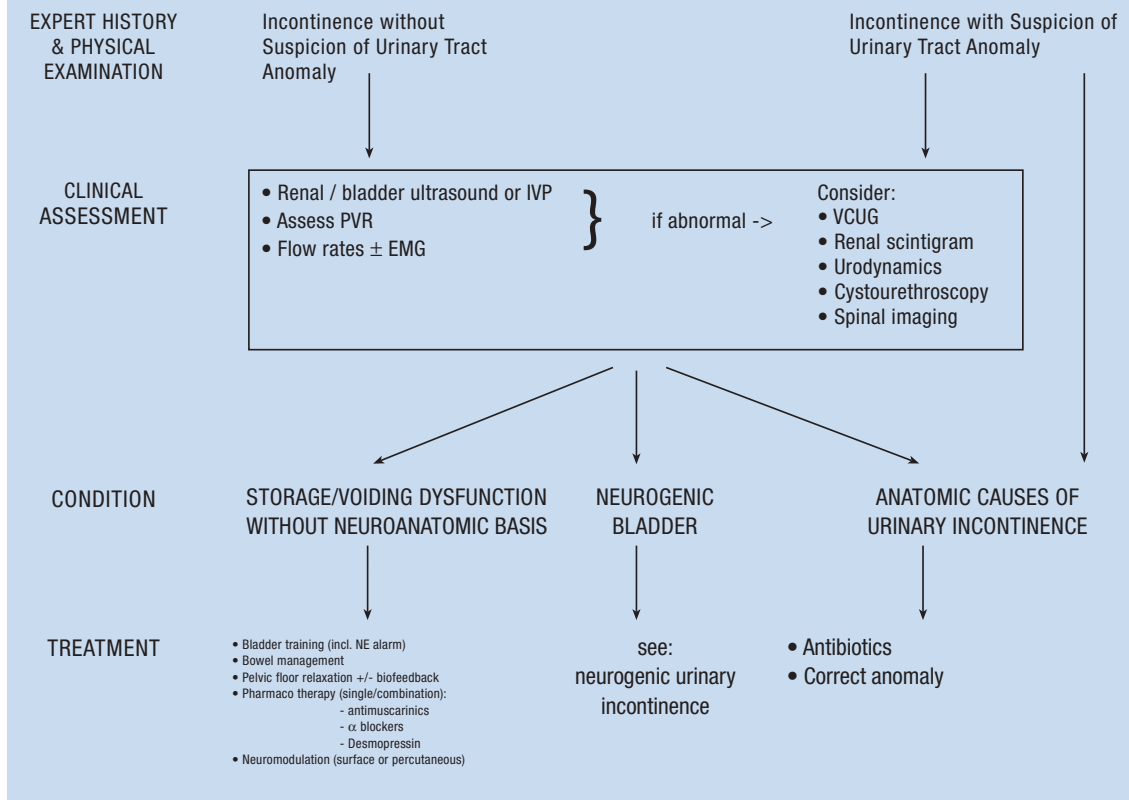 EXPERT HISTORY
& PHYSICAL
EXAMINATION
Incontinence without
Suspicion of Urinary Tract
Anomaly
Incontinence with Suspicion of
Urinary Tract Anomaly
CLINICAL
ASSESSMENT
• Renal / bladder ultrasound or IVP
• Assess PVR
• Flow rates ± EMG
}
if abnormal ->
Consider:
• VCUG
• Renal scintigram
• Urodynamics
• Cystourethroscopy
• Spinal imaging
CONDITION
STORAGE/VOIDING DYSFUNCTION
WITHOUT NEUROANATOMIC BASIS
NEUROGENIC
BLADDER
ANATOMIC CAUSES OF
URINARY INCONTINENCE
TREATMENT
• Bladder training (incl. NE alarm)
• Bowel management
• Pelvic floor relaxation +/- biofeedback
• Pharmaco therapy (single/combination):
- antimuscarinics
- α blockers
- Desmopressin
• Neuromodulation (surface or percutaneous)
see:
neurogenic urinary
incontinence
• Antibiotics
• Correct anomaly